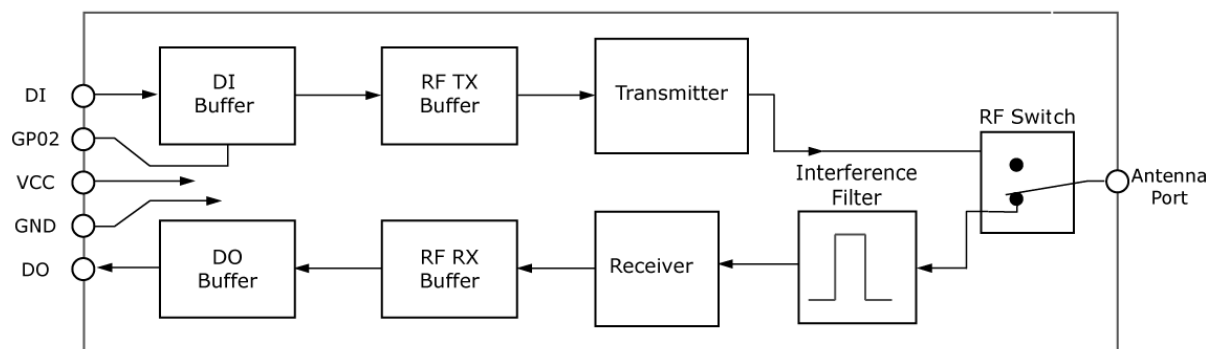 DI
GP02
VCC
GND
DO
DI
Buffer
RF TX
Buffer
Transmitter
RF Switch
Antenna
Port
Interference
Filter
Receiver
RF RX
Buffer
DO
Buffer